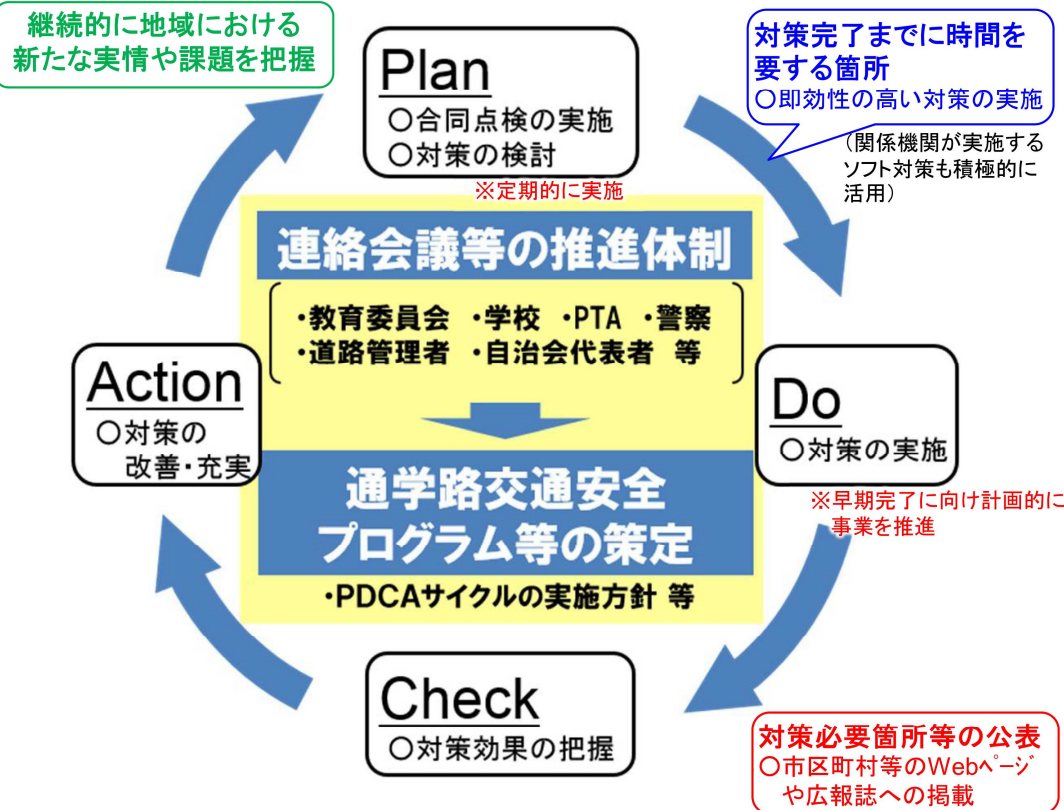 継続的に地域における
新たな実情や課題を把握
Plan
○合同点検の実施
○対策の検討
※定期的に実施
対策完了までに時間を
要する箇所
○即効性の高い対策の実施
(関係機関が実施する
ソフト対策も積極的に
活用)
連絡会議等の推進体制
・教育委員会 ・学校 ・PTA ・警察
・道路管理者 ・自治会代表者 等
Action
○対策の
改善・充実
Do
○対策の実施
※早期完了に向け計画的に
事業を推進
通学路交通安全
プログラム等の策定
・PDCAサイクルの実施方針 等
Check
○対策効果の把握
対策必要箇所等の公表
○市区町村等のWebページ
や広報誌への掲載